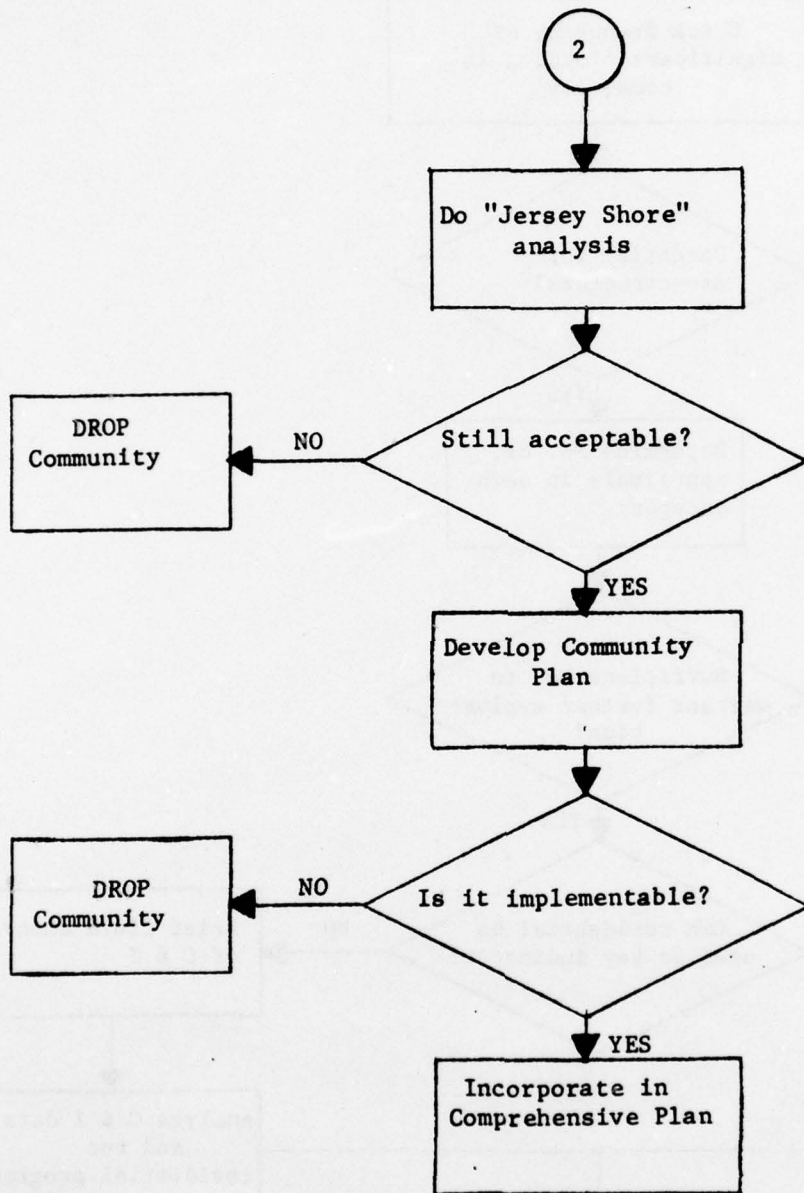 2
Do "Jersey Shore"
analysis
Still acceptable?
NO
DROP
Community
YES
Develop Community
Plan
Is it implementable?
NO
DROP
Community
YES
Incorporate in
Comprehensive Plan